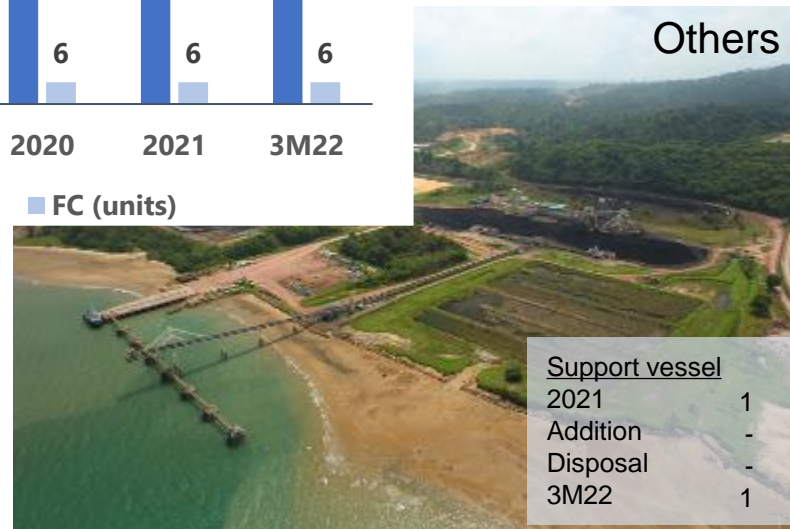 Others
6 6 6
2020 2021 3M22
FC (units)
Support vessel
2021 1
Addition -
Disposal -
3M22 1